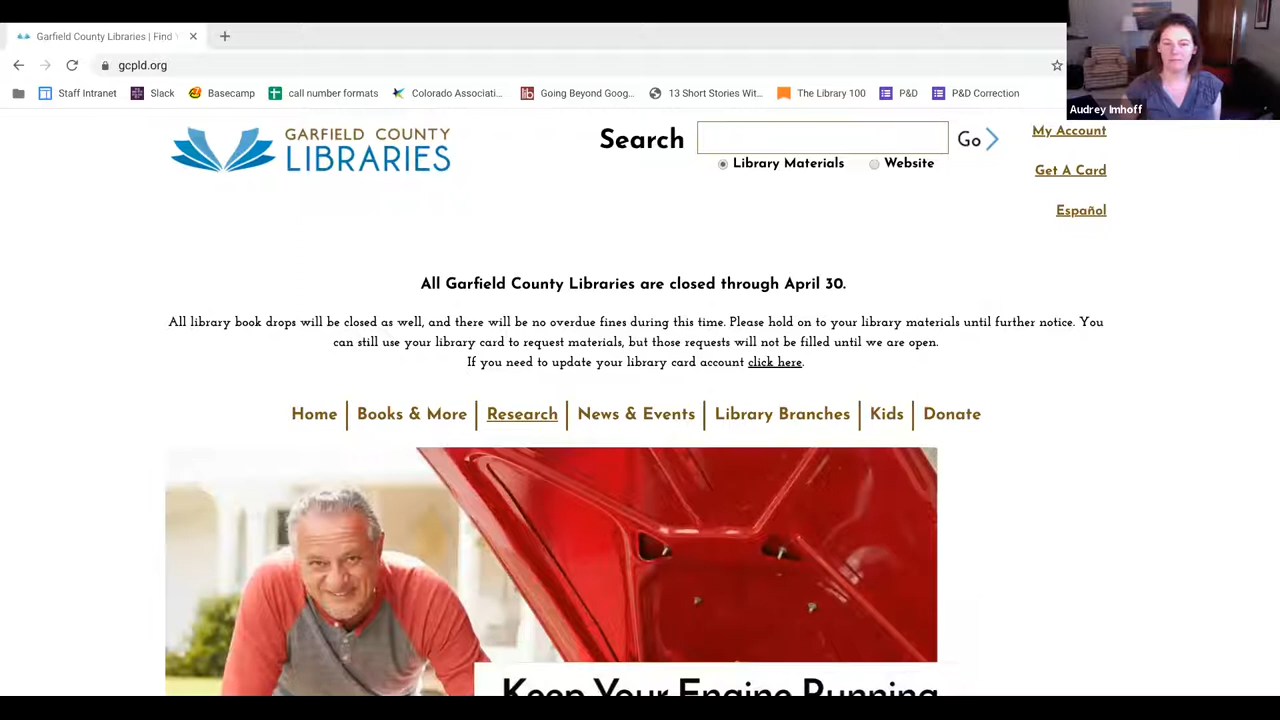 Garfield County Libraries | Find
gcpld.org
Staff Intranet
Slack
Basecamp
call number formats
Colorado Associati...
Going Beyond Goog...
13 Short Stories Wit...
The Library 100
P&D
P&D Correction
Audrey Imhoff
GARFIELD COUNTY
LIBRARIES
Search
Go
Library Materials
Website
My Account
Get A Card
Español
All Garfield County Libraries are closed through April 30.
All library book drops will be closed as well, and there will be no overdue fines during this time. Please hold on to your library materials until further notice. You
can still use your library card to request materials, but those requests will not be filled until we are open.
If you need to update your library card account click here.
Home
Books & More
Research
News & Events
Library Branches
Kids
Donate
Keep Your Engine Running